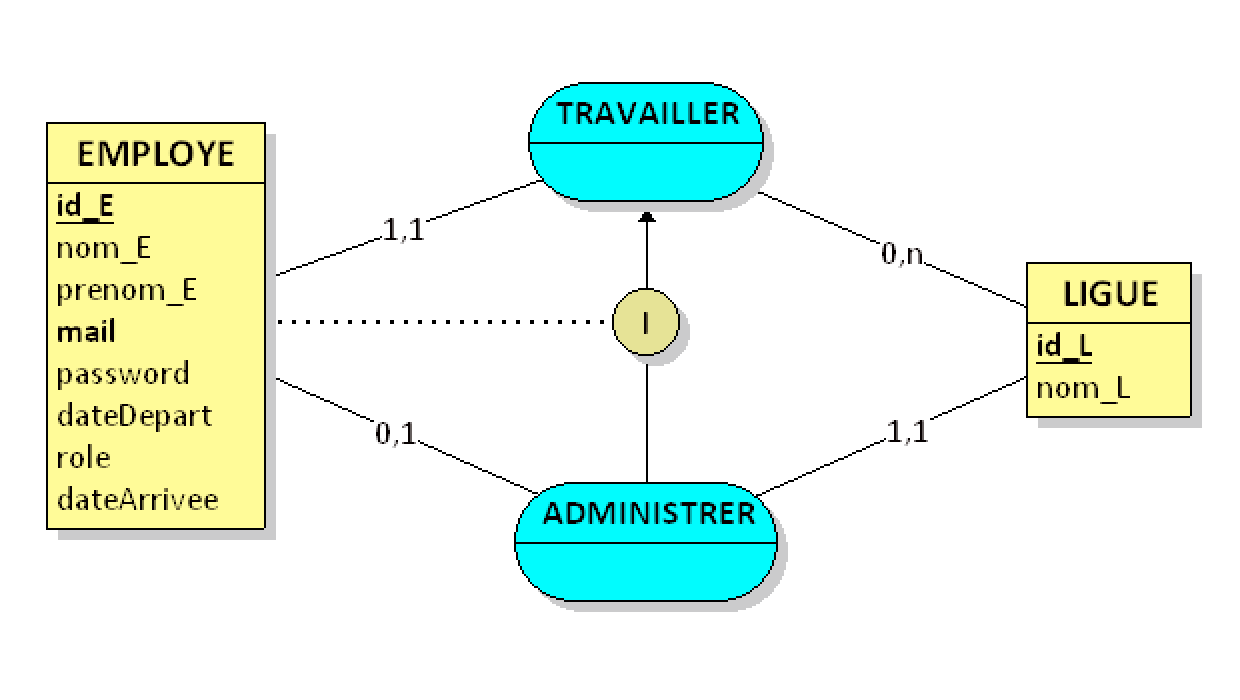 TRAVAILLER
EMPLOYE
id_E
nom_E
prenom_E
mail
password
dateDepart
role
dateArrivee
1,1
0,n
I
LIGUE
id_L
nom_L
0,1
1,1
ADMINISTRER